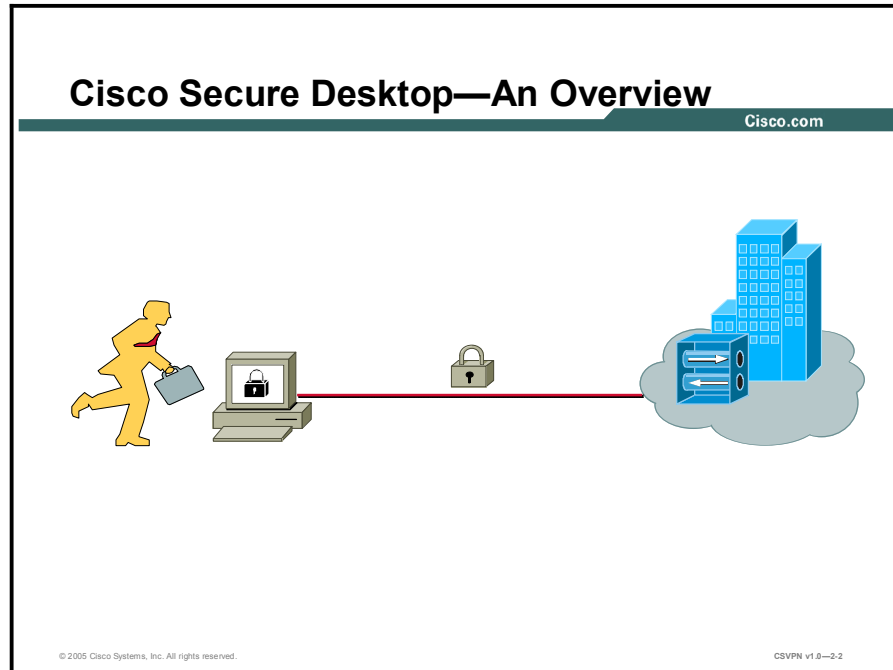 Cisco Secure Desktop—An Overview
Cisco.com
© 2005 Cisco Systems, Inc. All rights reserved.
CSVPN v1.0—2-2